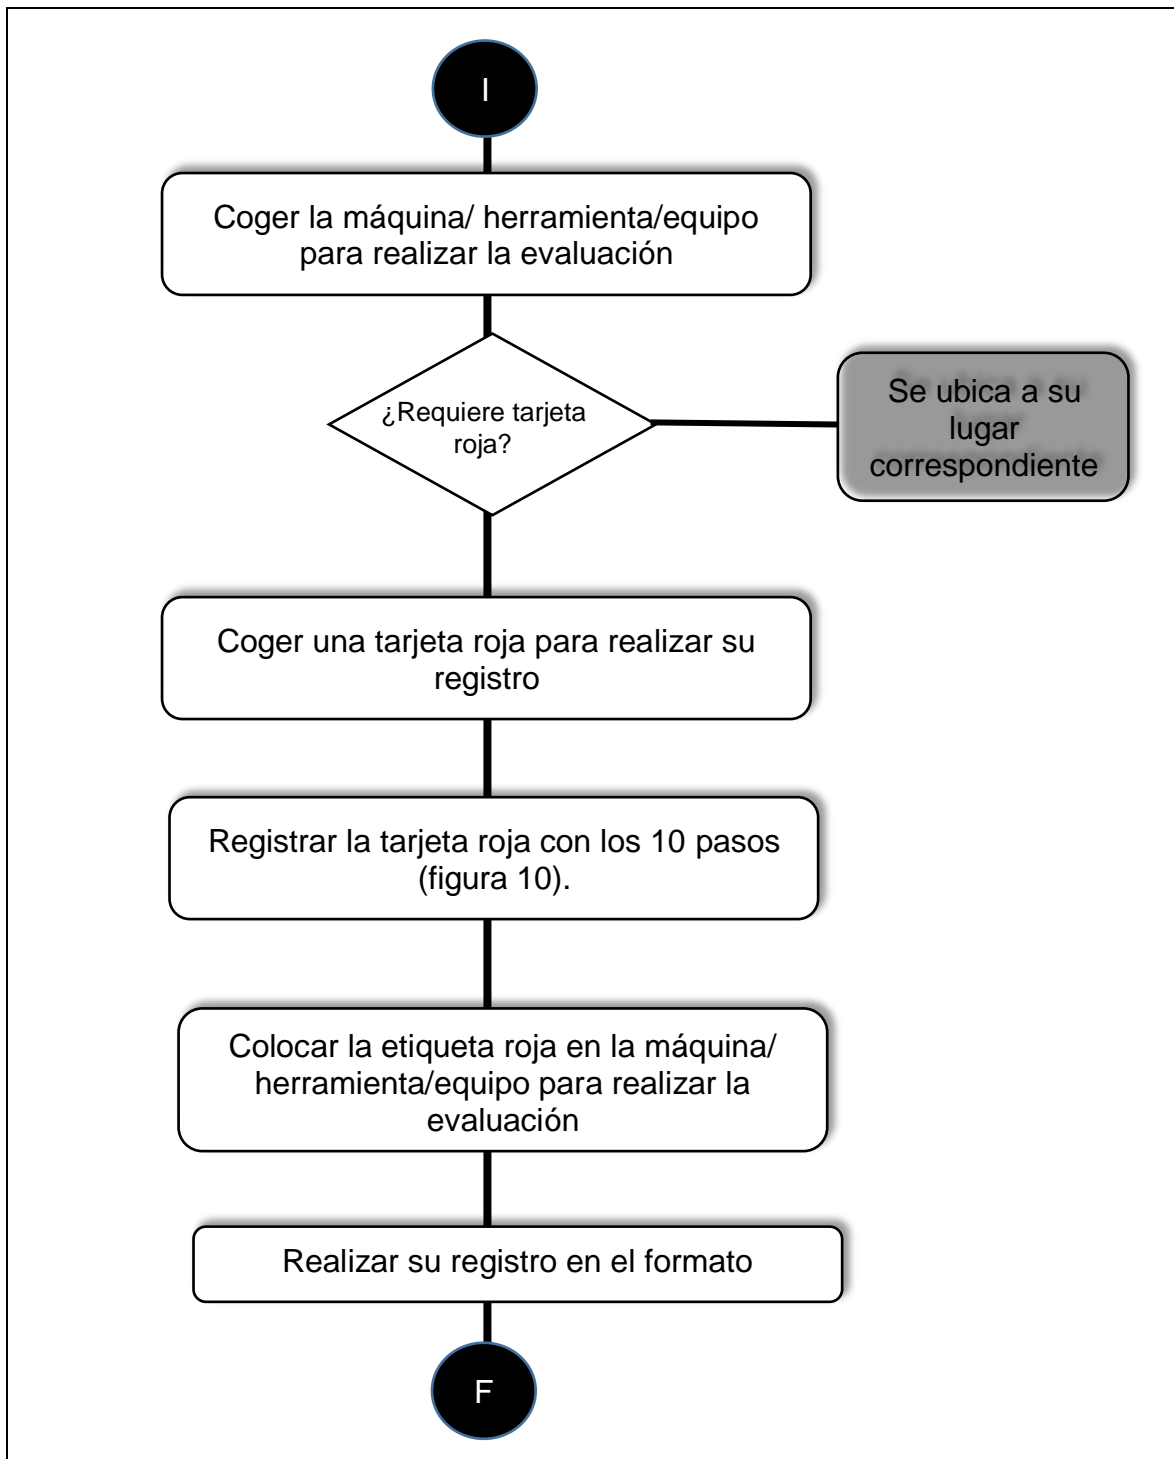 I
Coger la máquina/ herramienta/equipo
para realizar la evaluación
¿Requiere tarjeta
roja?
Se ubica a su
lugar
correspondiente
Coger una tarjeta roja para realizar su
registro
Registrar la tarjeta roja con los 10 pasos
(figura 10).
Colocar la etiqueta roja en la máquina/
herramienta/equipo para realizar la
evaluación
Realizar su registro en el formato
F